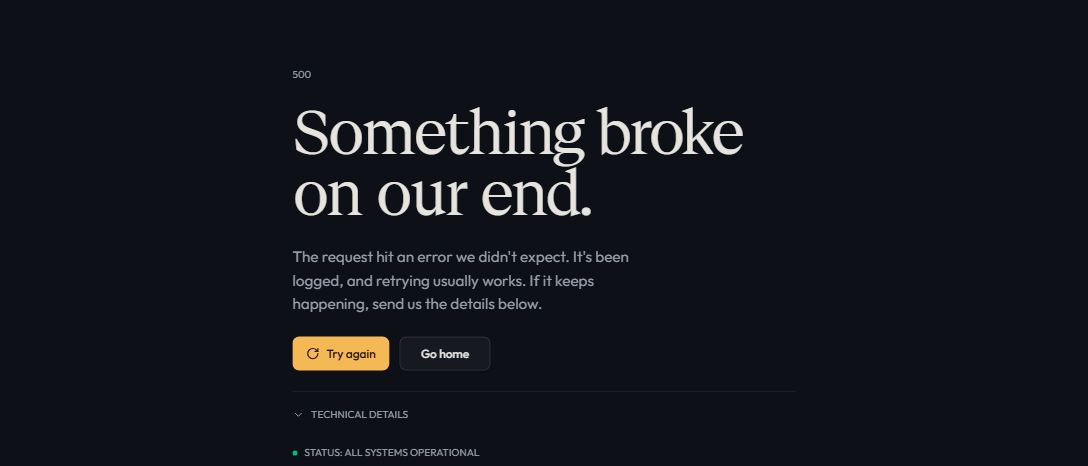 500
Something broke
on our end.
The request hit an error we didn't expect. It's been
logged, and retrying usually works. If it keeps
happening, send us the details below.
Try again
Go home
TECHNICAL DETAILS
STATUS: ALL SYSTEMS OPERATIONAL